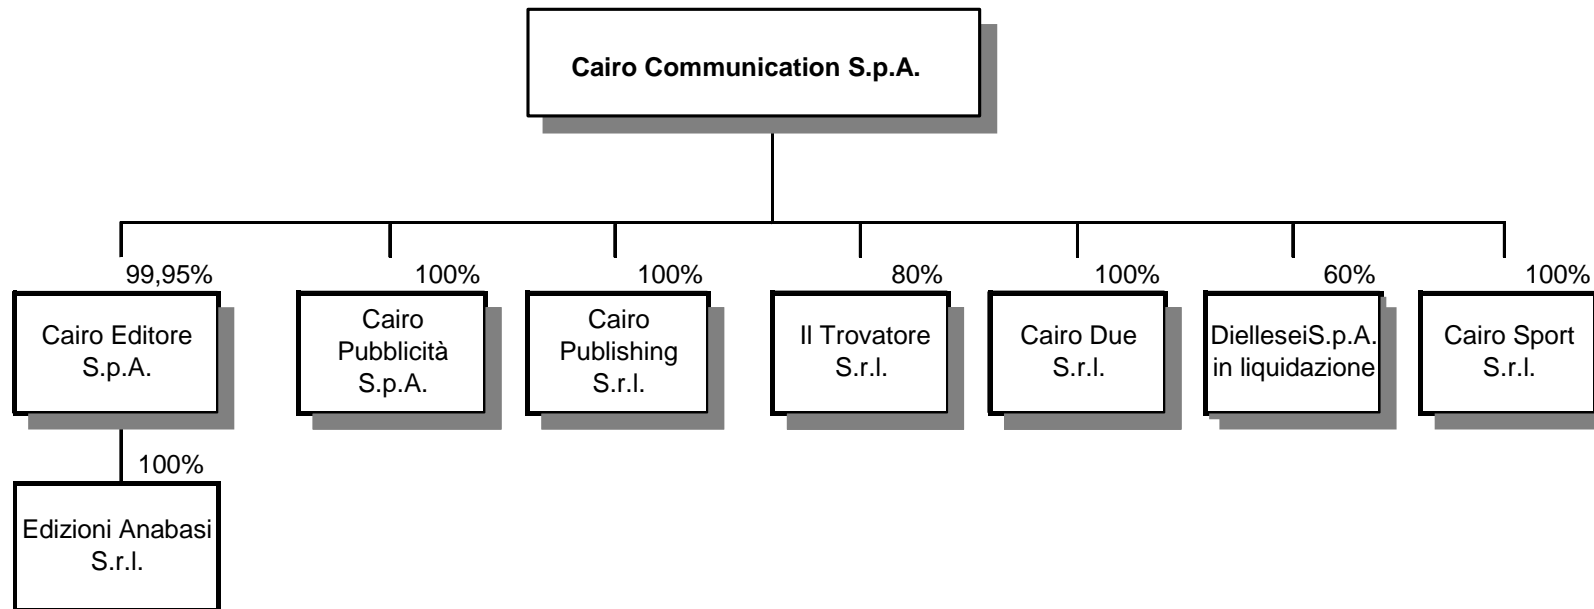 Cairo Communication S.p.A.
99,95%
100%
100%
80%
100%
60%
100%
Cairo Editore
S.p.A.
Cairo
Pubblicità
S.p.A.
Cairo
Publishing
S.r.l.
Il Trovatore
S.r.l.
Cairo Due
S.r.l.
DielleseiS.p.A.
in liquidazione
Cairo Sport
S.r.l.
100%
Edizioni Anabasi
S.r.l.